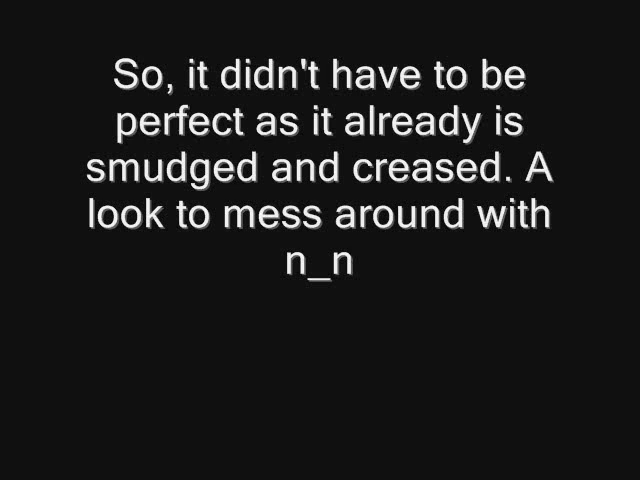 So, it didn't have to be
perfect as it already is
smudged and creased. A
look to mess around with
n_n